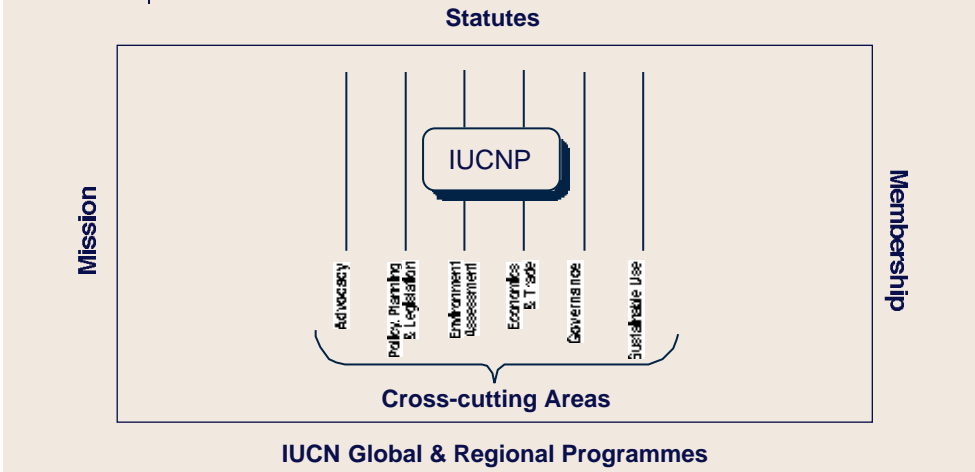 Statutes
Mission
IUCNP
Membership
Advocacy
Policy, Planning
& Legislation
Environment
Assessment
Economics
& Trade
Governance
Sustainable Use
Cross-cutting Areas
IUCN Global & Regional Programmes